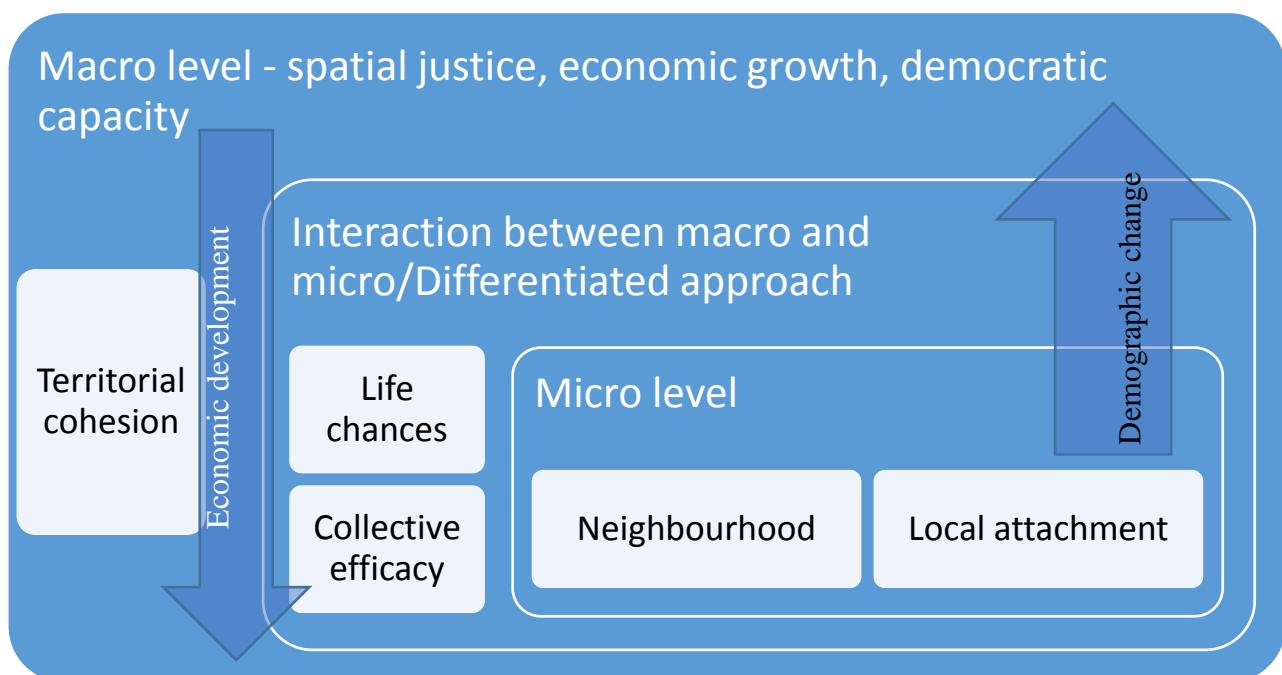 Macro level - spatial justice, economic growth, democratic
capacity
Interaction between macro and
micro/Differentiated approach
Economic development
Demographic change
Territorial
cohesion
Life
chances
Collective
efficacy
Micro level
Neighbourhood
Local attachment